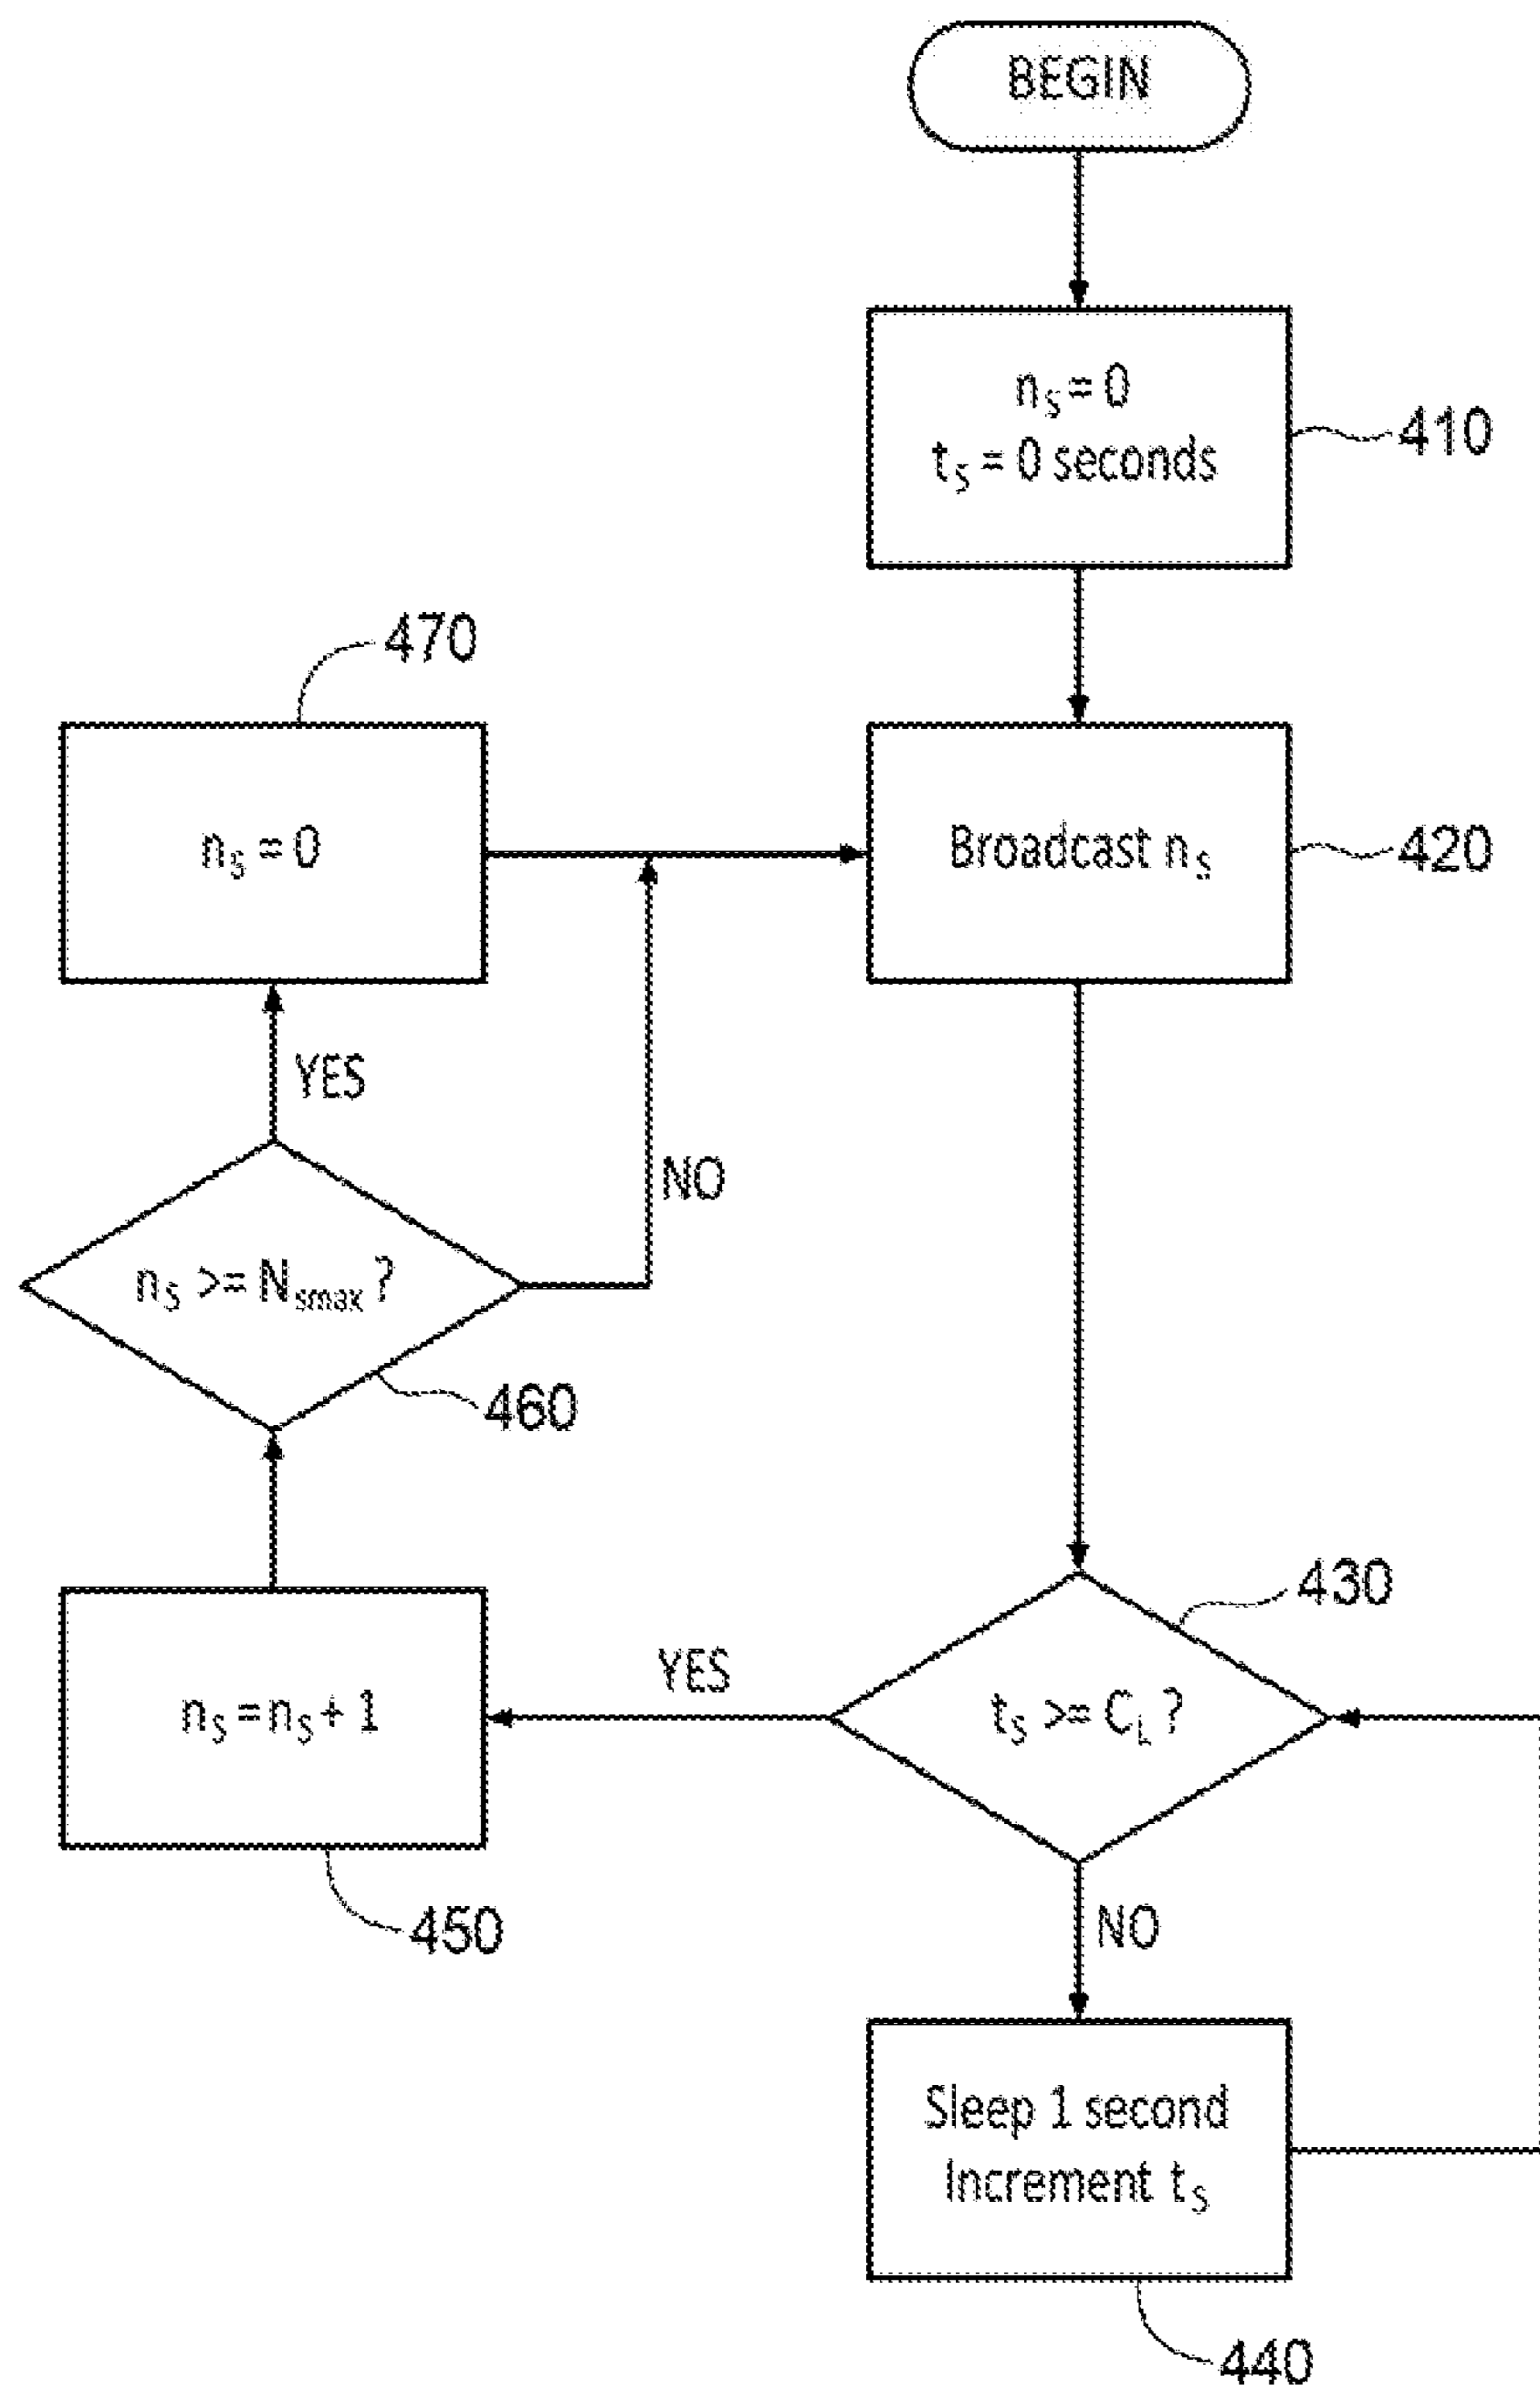 BEGIN
nₛ = 0
tₛ = 0 seconds
410
470
nₛ = 0
Broadcast nₛ
420
YES
NO
nₛ >= Nₛₘₐₓ ?
460
430
YES
nₛ = nₛ + 1
tₛ >= C_L ?
450
NO
Sleep 1 second
Increment tₛ
440